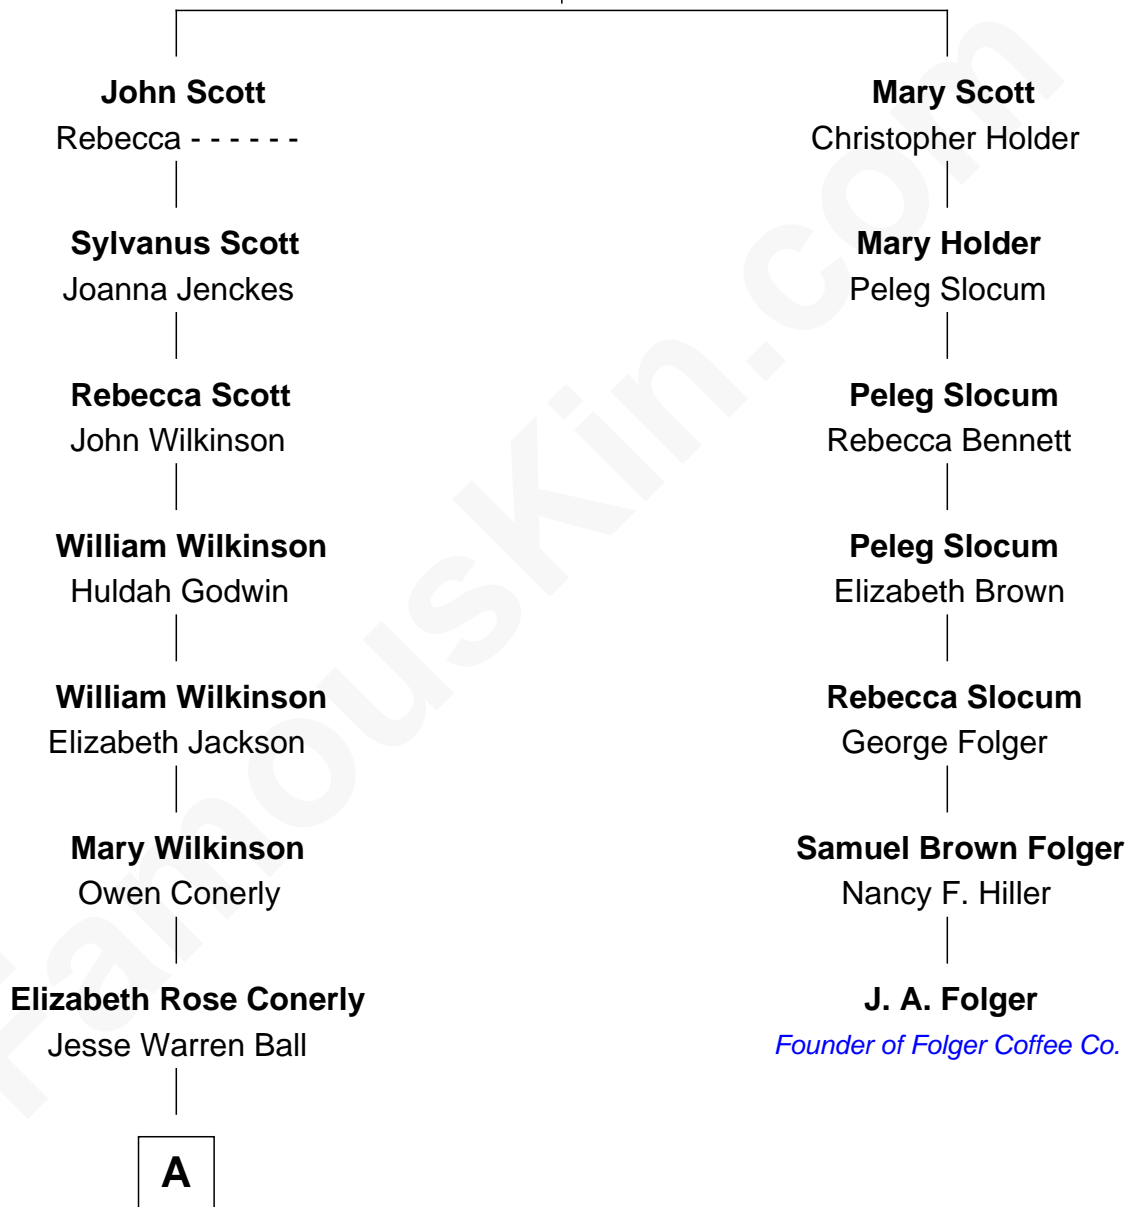 John Scott
Rebecca - - - - - -
Mary Scott
Christopher Holder
Sylvanus Scott
Joanna Jenckes
Mary Holder
Peleg Slocum
Rebecca Scott
John Wilkinson
Peleg Slocum
Rebecca Bennett
William Wilkinson
Huldah Godwin
Peleg Slocum
Elizabeth Brown
William Wilkinson
Elizabeth Jackson
Rebecca Slocum
George Folger
Mary Wilkinson
Owen Conerly
Samuel Brown Folger
Nancy F. Hiller
Elizabeth Rose Conerly
Jesse Warren Ball
J. A. Folger
Founder of Folger Coffee Co.
A
FamousKin.com